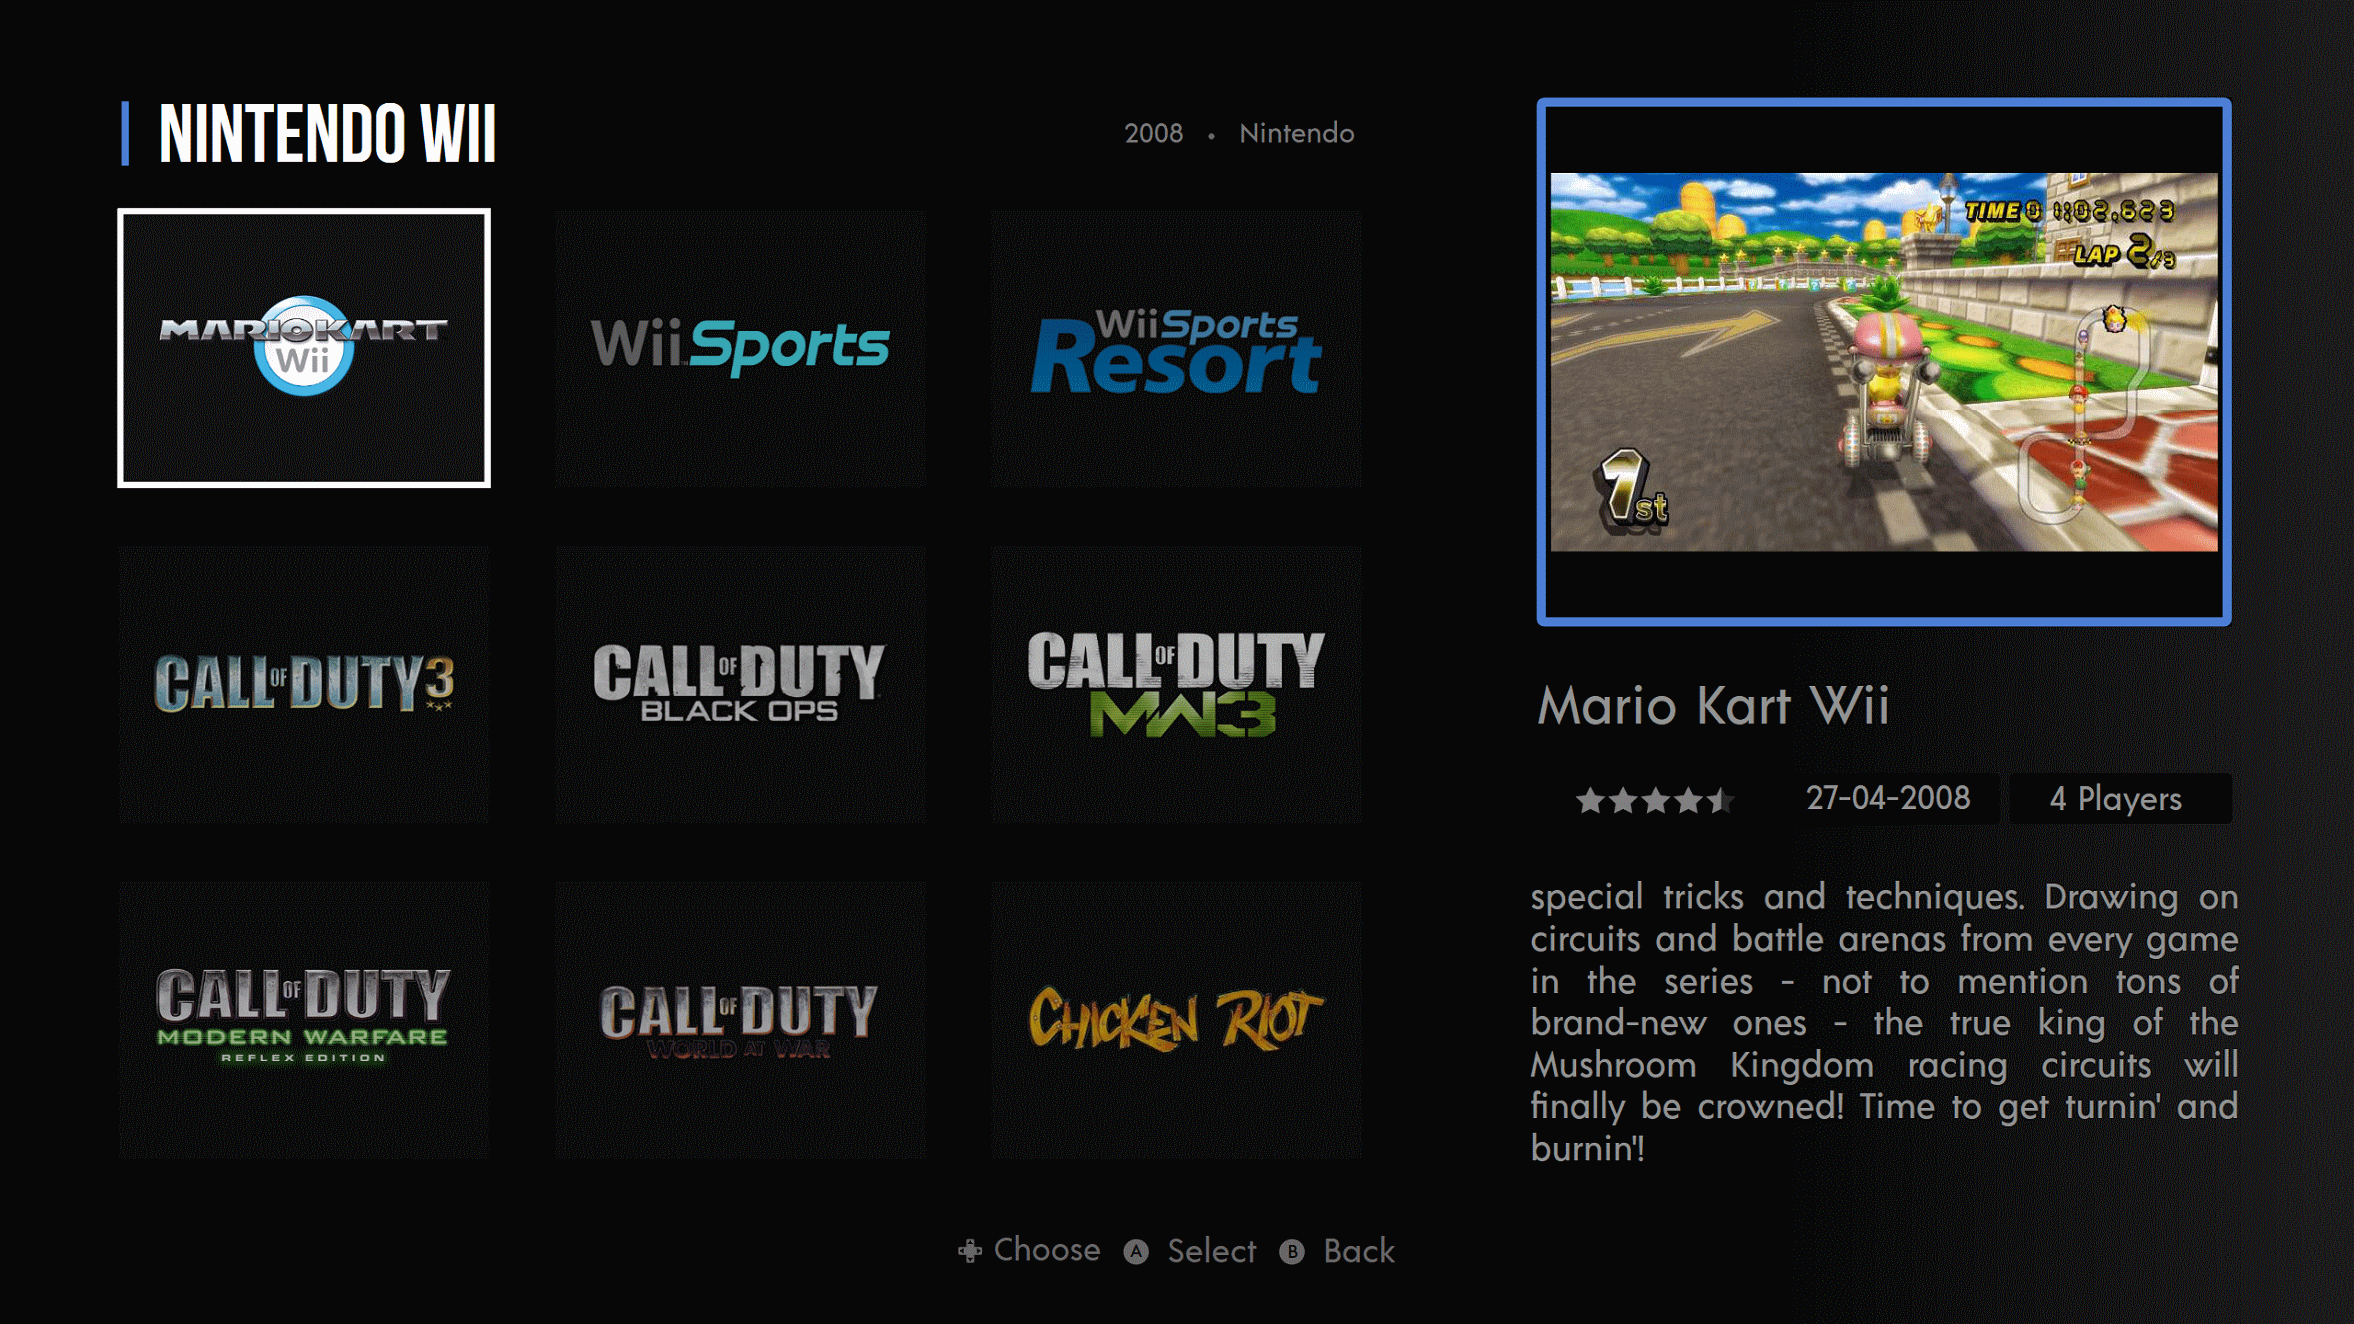 NINTENDO WII
2008 • Nintendo
MARIOKART
Wii
Wii Sports
WiiSports
Resort
CALL OF DUTY 3
CALL OF DUTY
BLACK OPS
CALL OF DUTY
MW3
CALL OF DUTY
MODERN WARFARE
REFLEX EDITION
CALL OF DUTY
WORLD AT WAR
CHICKEN RIOT
TIME 0 1:02.623
LAP 2/3
1st
Mario Kart Wii
27-04-2008
4 Players
special tricks and techniques. Drawing on
circuits and battle arenas from every game
in the series - not to mention tons of
brand-new ones - the true king of the
Mushroom Kingdom racing circuits will
finally be crowned! Time to get turnin' and
burnin'!
Choose A Select B Back